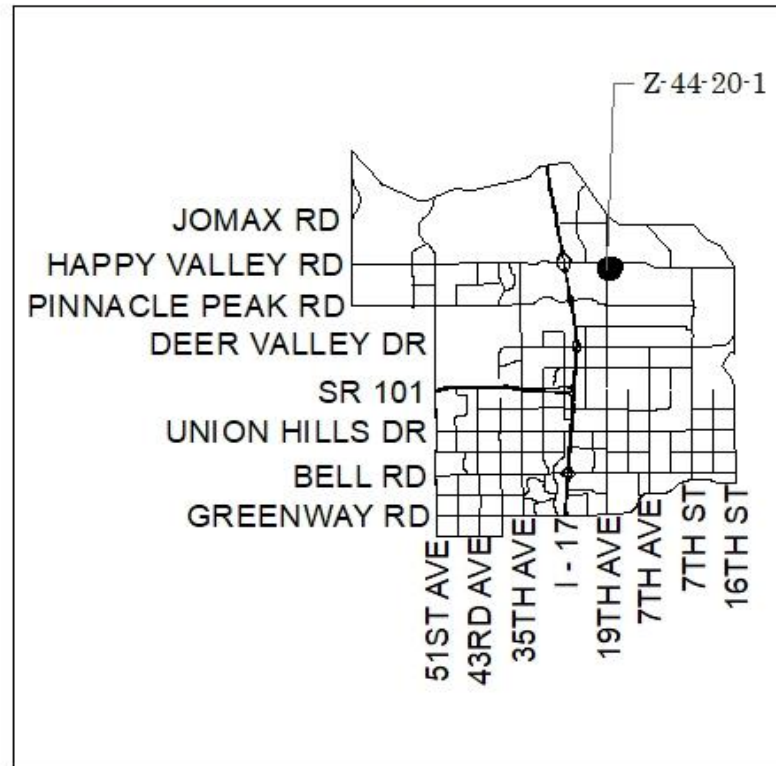 Z-44-20-1
JOMAX RD
HAPPY VALLEY RD
PINNACLE PEAK RD
DEER VALLEY DR
SR 101
UNION HILLS DR
BELL RD
GREENWAY RD
51ST AVE
43RD AVE
35TH AVE
I - 17
19TH AVE
7TH AVE
7TH ST
16TH ST